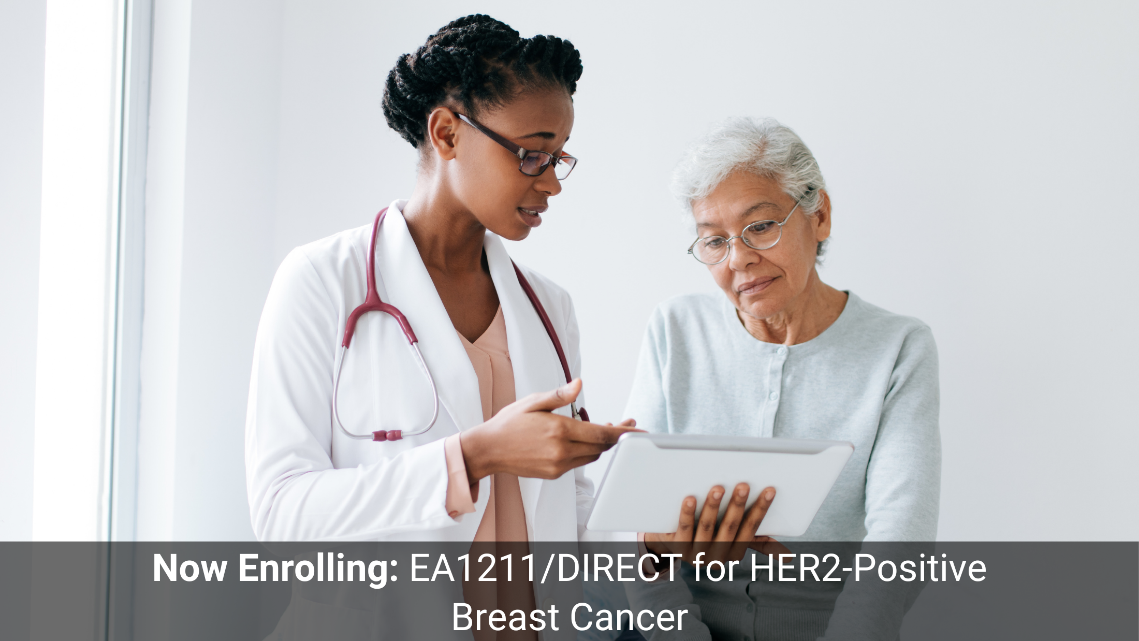 Now Enrolling: EA1211/DIRECT for HER2-Positive
Breast Cancer